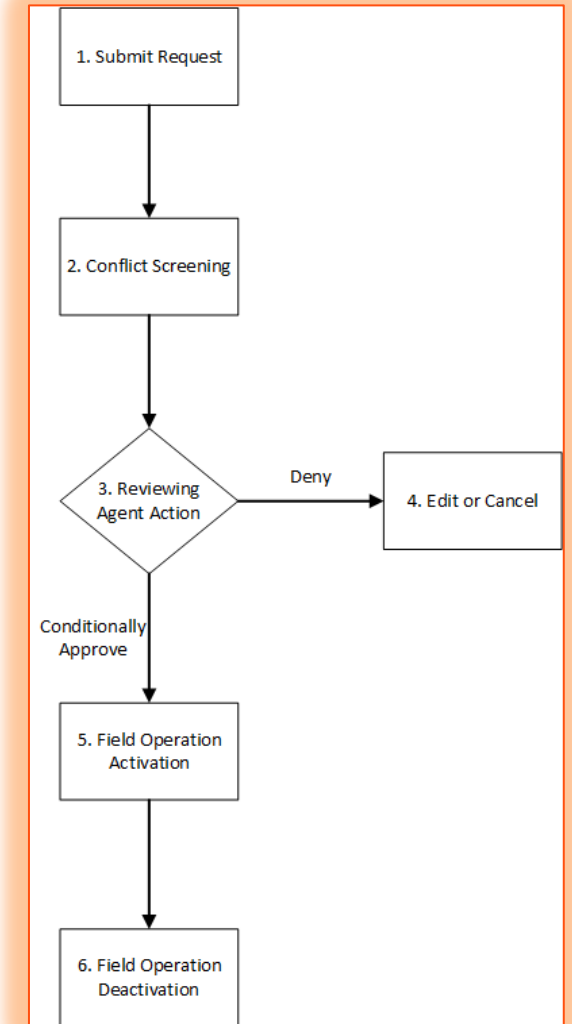 1. Submit Request
2. Conflict Screening
3. Reviewing
Agent Action
Deny
4. Edit or Cancel
Conditionally
Approve
5. Field Operation
Activation
6. Field Operation
Deactivation